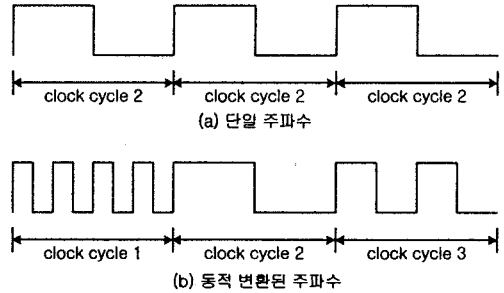 clock cycle 2 clock cycle 2 clock cycle 2
(a) 단일 주파수
clock cycle 1 clock cycle 2 clock cycle 3
(b) 동적 변환된 주파수